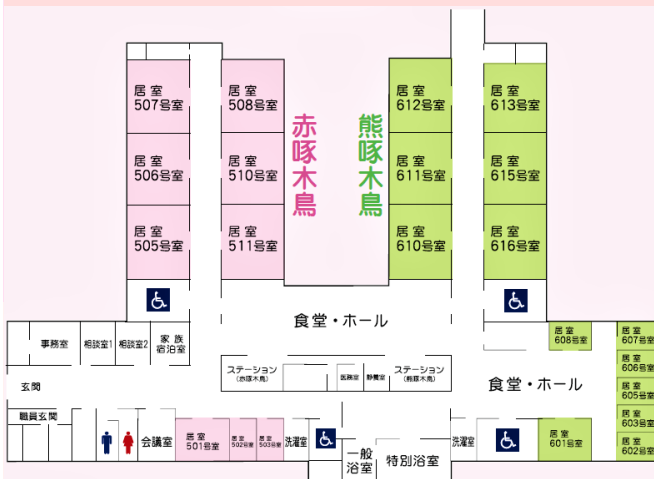 居室
507号室
居室
508号室
居室
612号室
居室
613号室
赤啄木鳥
熊啄木鳥
居室
506号室
居室
510号室
居室
611号室
居室
615号室
居室
505号室
居室
511号室
居室
610号室
居室
616号室
食堂・ホール
事務室
相談室1
相談室2
家族
宿泊室
居室
608号室
居室
607号室
居室
606号室
居室
605号室
居室
603号室
居室
602号室
玄関
ステーション
(赤啄木鳥)
医務室
静養室
ステーション
(熊啄木鳥)
食堂・ホール
職員玄関
会議室
居室
501号室
居室
502号室
居室
503号室
洗濯室
一般
浴室
特別浴室
洗濯室
居室
601号室